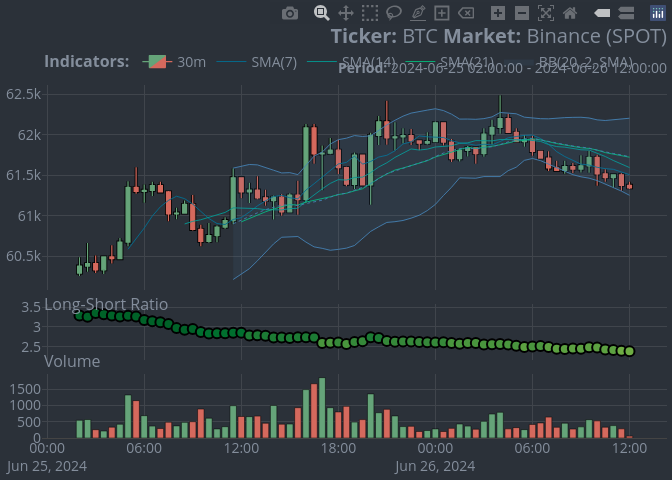 Ticker: BTC Market: Binance (SPOT)
Indicators: 30m SMA(7) SMA(14) SMA(21) BB(20, 2, SMA)
Period: 2024-06-25 02:00:00 - 2024-06-26 12:00:00
62.5k
62k
61.5k
61k
60.5k
Long-Short Ratio
3.5
3
2.5
Volume
1500
1000
500
0
00:00 06:00 12:00 18:00 00:00 06:00 12:00
Jun 25, 2024 Jun 26, 2024